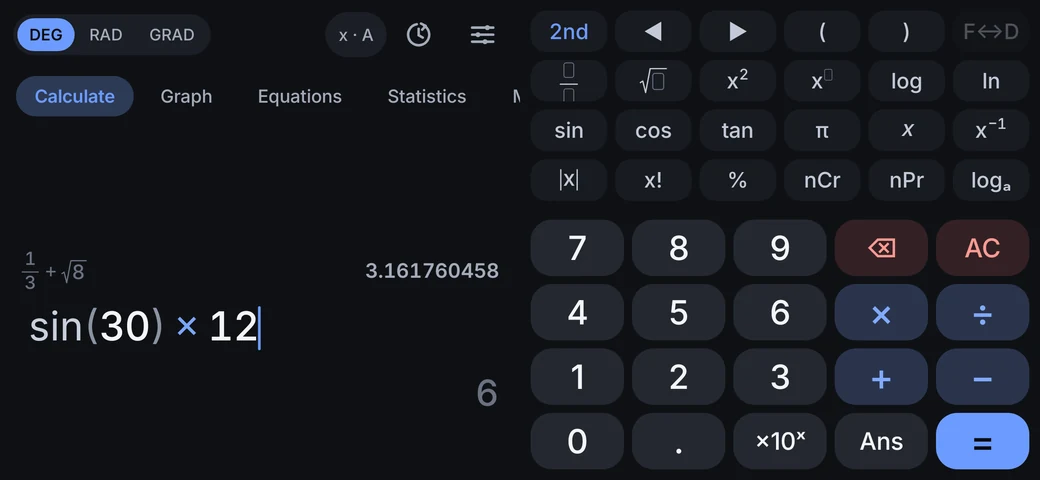 DEG RAD GRAD x · A
Calculate Graph Equations Statistics
1/3 + √8 3.161760458
sin(30) × 12
6
2nd ◀ ▶ ( ) F↔D
▯/▯ √▯ x² x▯ log ln
sin cos tan π x x⁻¹
|x| x! % nCr nPr logₐ
7 8 9 ⌫ AC
4 5 6 × ÷
1 2 3 + −
0 . ×10ˣ Ans =